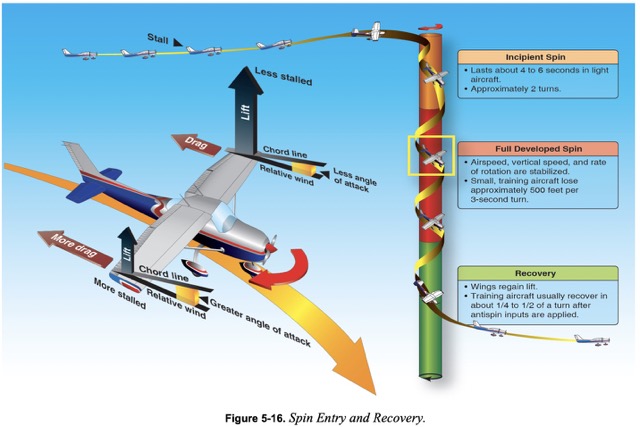 Stall
Incipient Spin
• Lasts about 4 to 6 seconds in light
aircraft.
• Approximately 2 turns.
Less stalled
Lift
Drag
Chord line
Relative wind
Less angle
of attack
Full Developed Spin
• Airspeed, vertical speed, and rate
of rotation are stabilized.
• Small, training aircraft lose
approximately 500 feet per
3-second turn.
More drag
Lift
Chord line
More stalled
Relative wind
Greater angle of attack
Recovery
• Wings regain lift.
• Training aircraft usually recover in
about 1/4 to 1/2 of a turn after
antispin inputs are applied.
Figure 5-16. Spin Entry and Recovery.